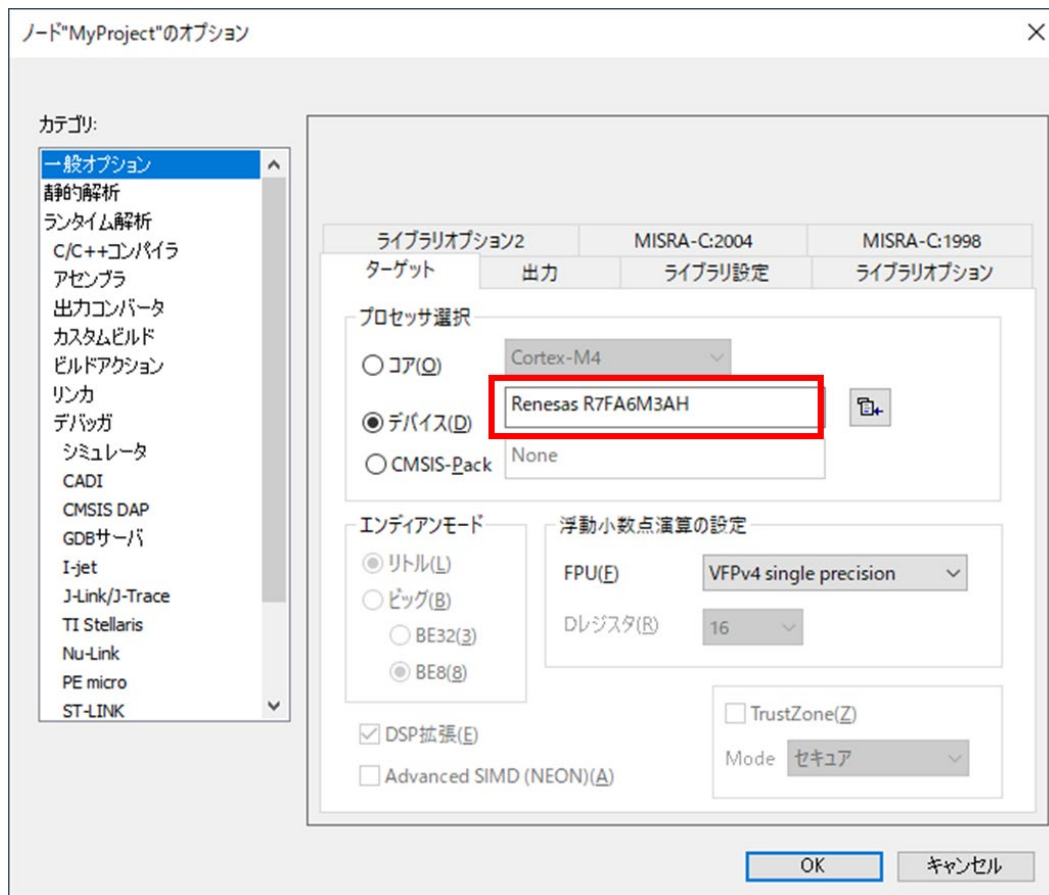 ノード"MyProject"のオプション
カテゴリ:
一般オプション
静的解析
ランタイム解析
C/C++コンパイラ
アセンブラ
出力コンバータ
カスタムビルド
ビルドアクション
リンカ
デバッガ
シミュレータ
CADI
CMSIS DAP
GDBサーバ
I-jet
J-Link/J-Trace
TI Stellaris
Nu-Link
PE micro
ST-LINK
ライブラリオプション2 MISRA-C:2004 MISRA-C:1998
ターゲット 出力 ライブラリ設定 ライブラリオプション
プロセッサ選択
コア(O) Cortex-M4
デバイス(D) Renesas R7FA6M3AH
CMSIS-Pack None
エンディアンモード
リトル(L)
ビッグ(B)
BE32(3)
BE8(8)
浮動小数点演算の設定
FPU(F) VFPv4 single precision
Dレジスタ(R) 16
DSP拡張(E)
Advanced SIMD (NEON)(A)
TrustZone(Z)
Mode セキュア
OK キャンセル